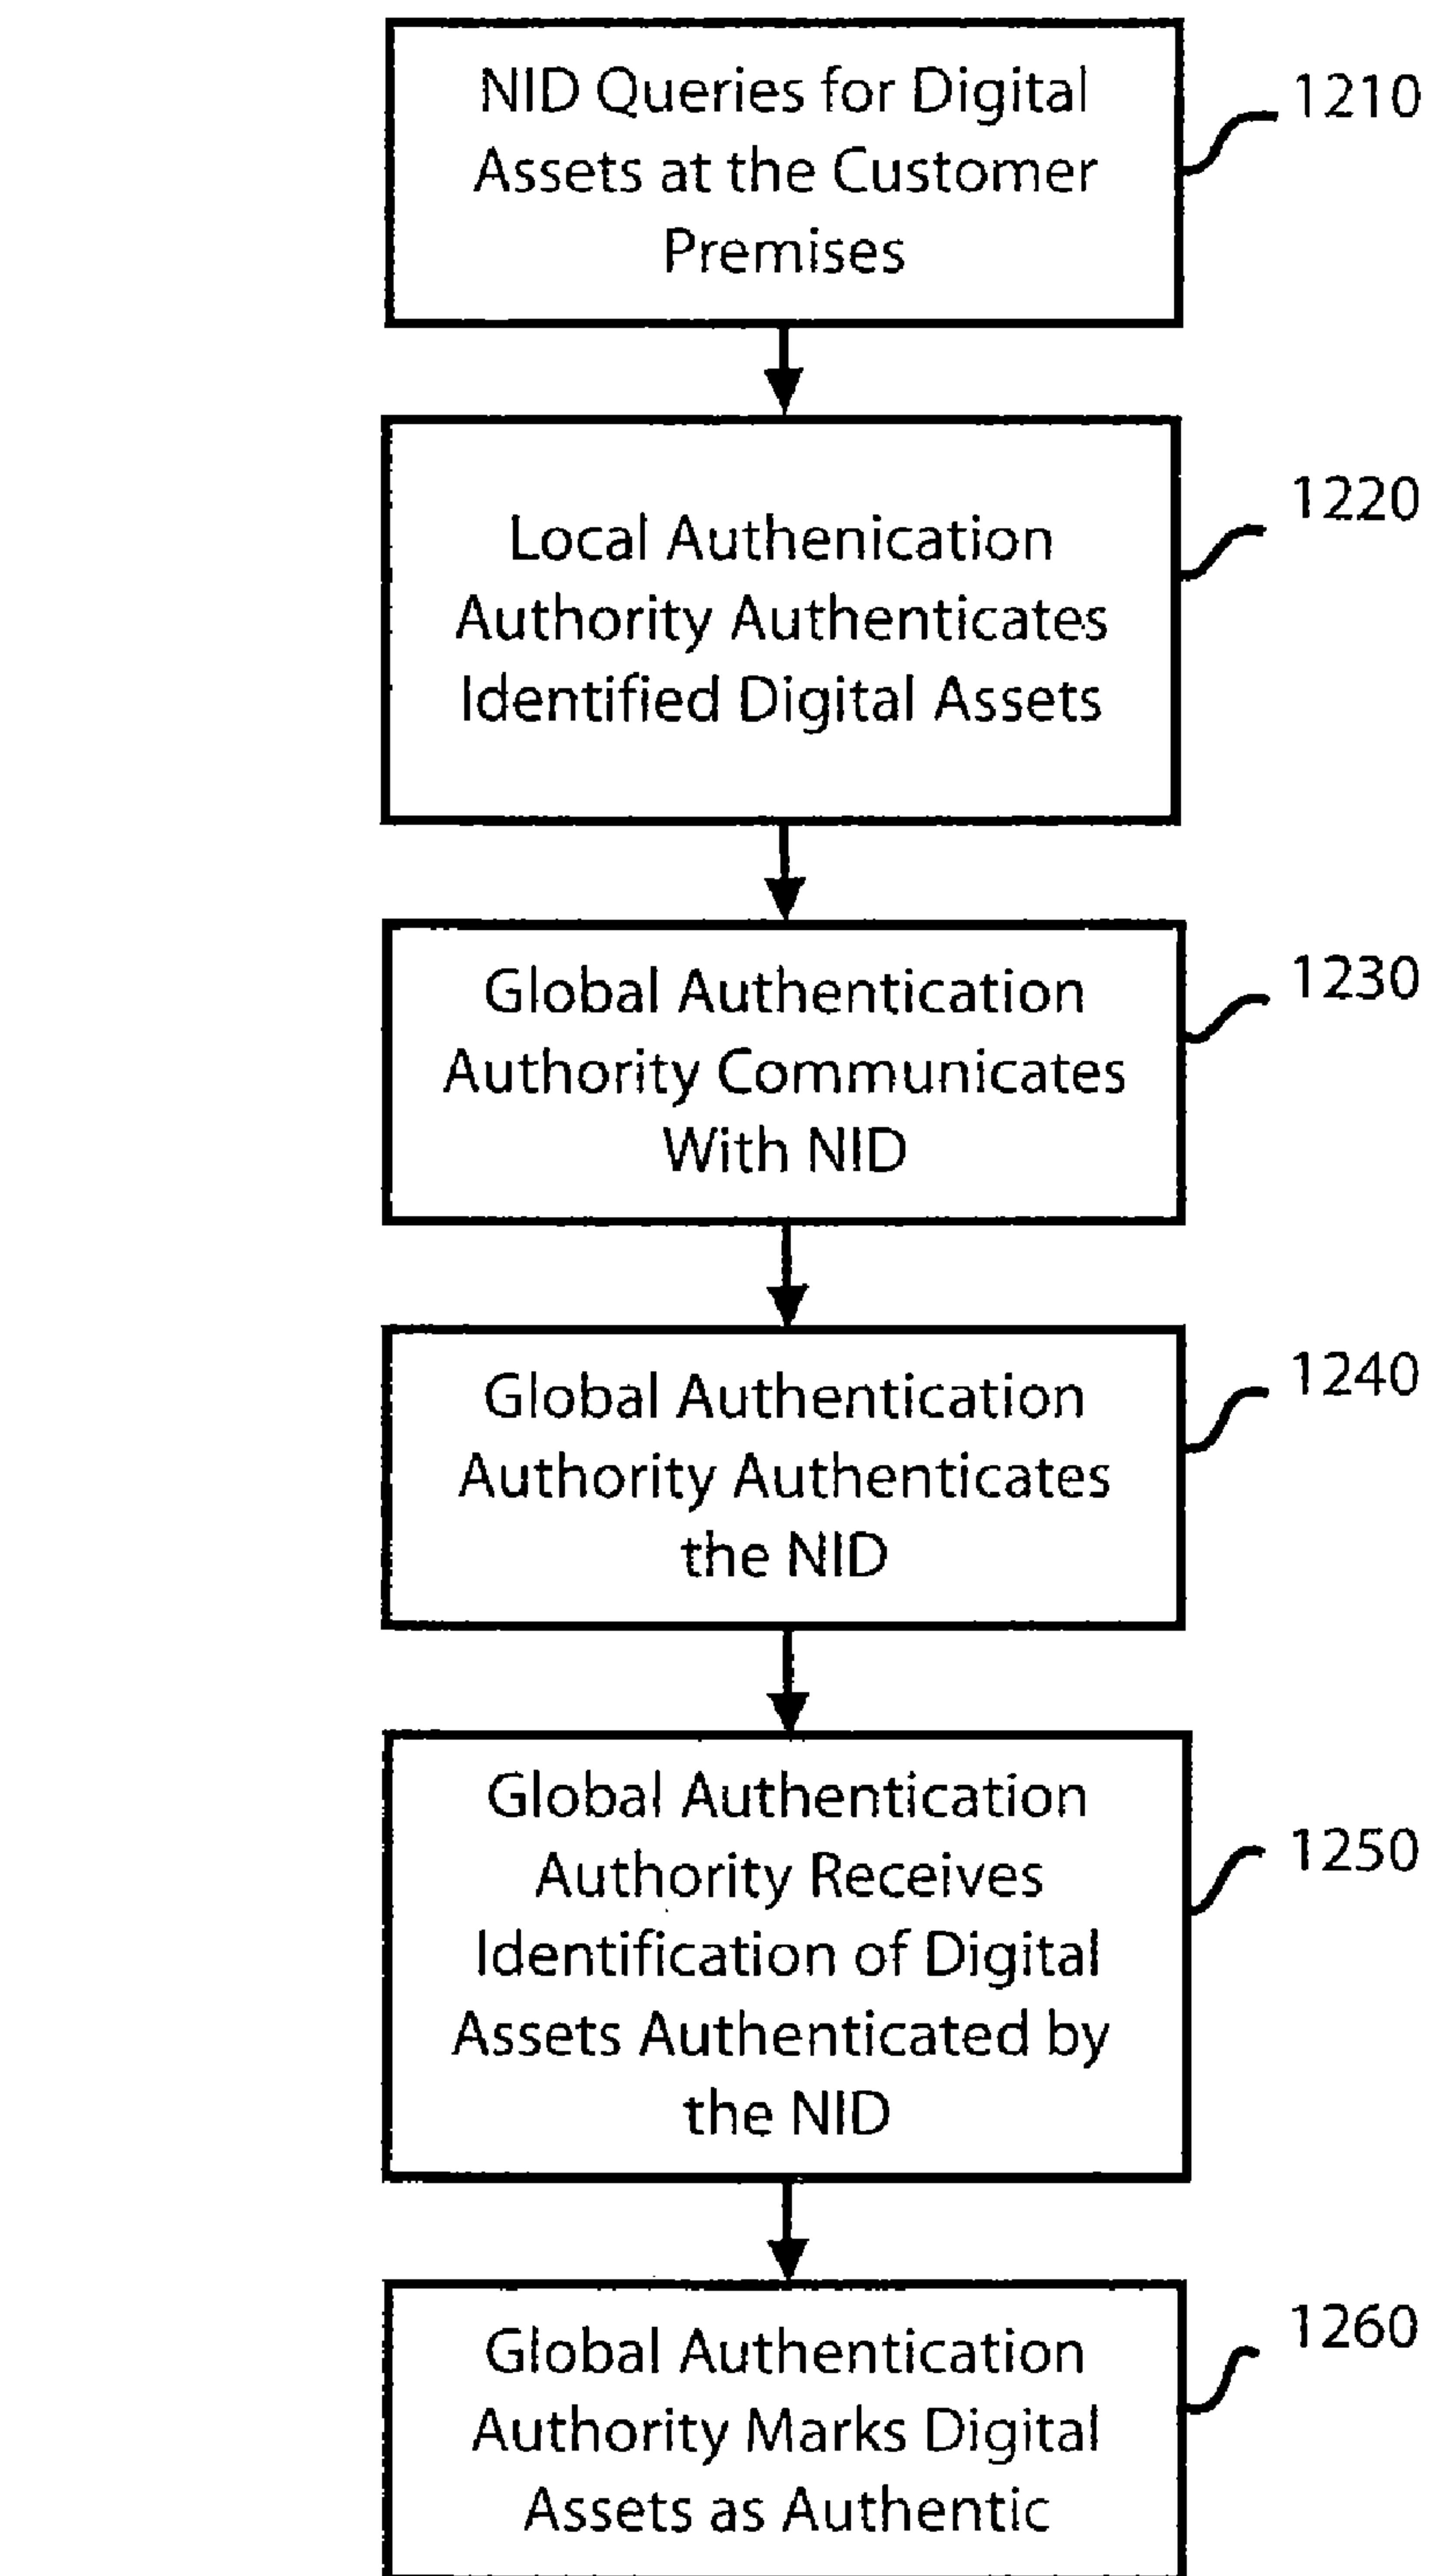 NID Queries for Digital
Assets at the Customer
Premises
1210
Local Authenication
Authority Authenticates
Identified Digital Assets
1220
Global Authentication
Authority Communicates
With NID
1230
Global Authentication
Authority Authenticates
the NID
1240
Global Authentication
Authority Receives
Identification of Digital
Assets Authenticated by
the NID
1250
Global Authentication
Authority Marks Digital
Assets as Authentic
1260